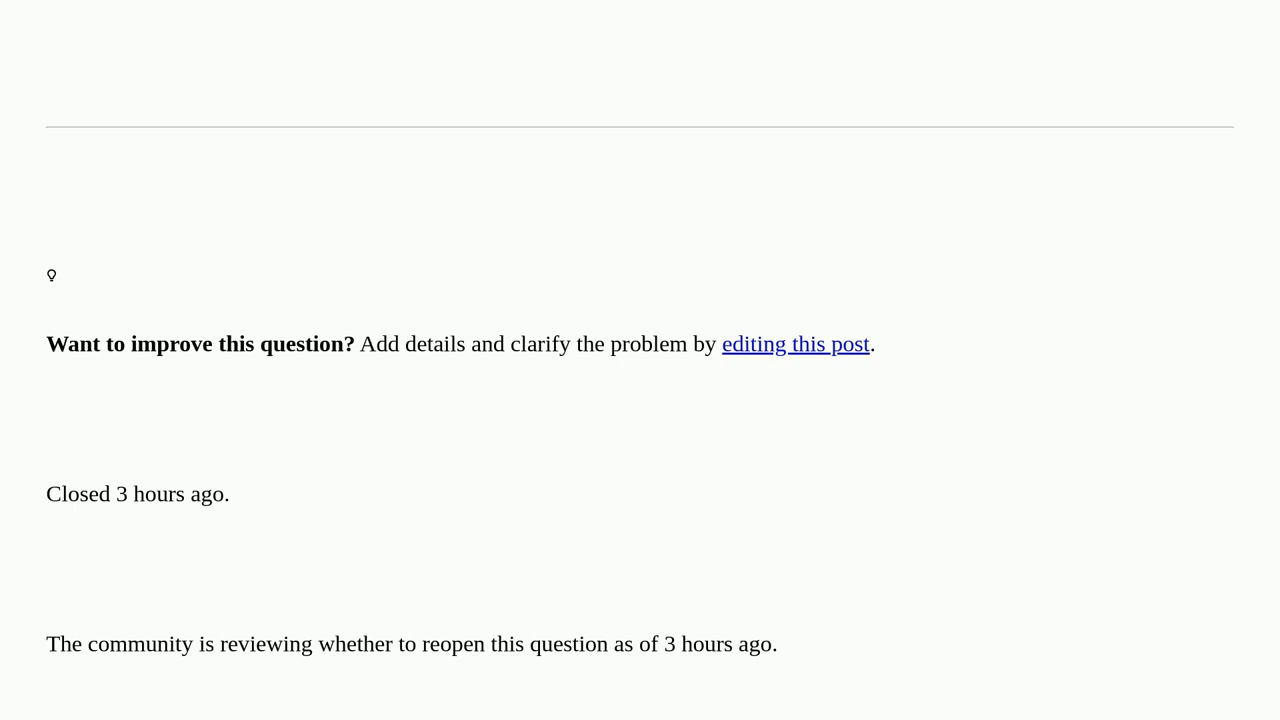 Want to improve this question? Add details and clarify the problem by editing this post.
Closed 3 hours ago.
The community is reviewing whether to reopen this question as of 3 hours ago.